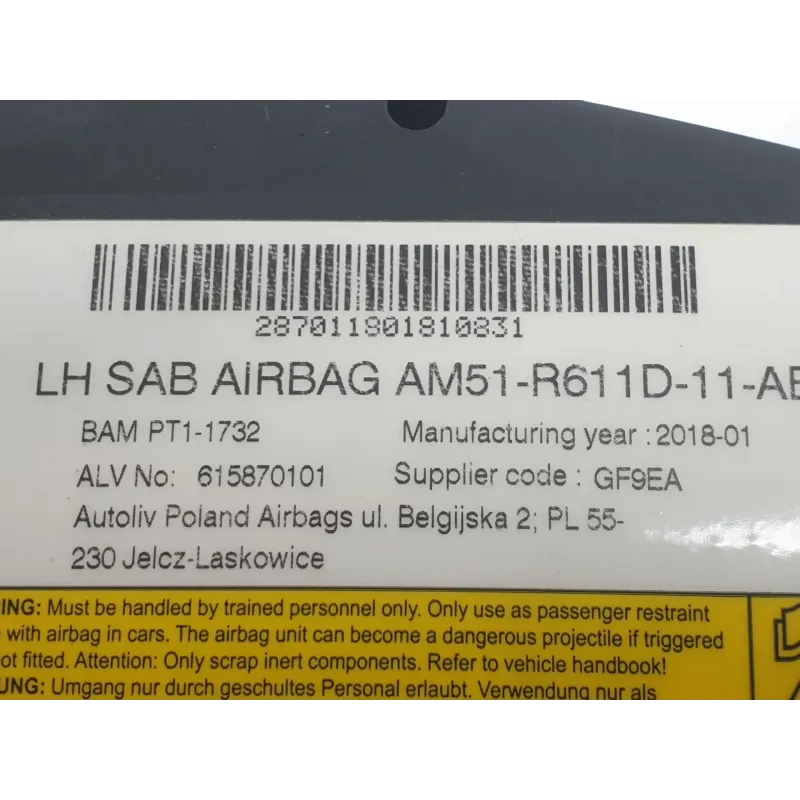 287011901810831
LH SAB AIRBAG AM51-R611D-11-AE
BAM PT1-1732 Manufacturing year : 2018-01
ALV No: 615870101 Supplier code : GF9EA
Autoliv Poland Airbags ul. Belgijska 2; PL 55-
230 Jelcz-Laskowice
ING: Must be handled by trained personnel only. Only use as passenger restraint
with airbag in cars. The airbag unit can become a dangerous projectile if triggered
ot fitted. Attention: Only scrap inert components. Refer to vehicle handbook!
UNG: Umgang nur durch geschultes Personal erlaubt. Verwendung nur als